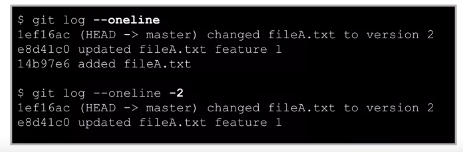 $ git log --oneline
1ef16ac (HEAD -> master) changed fileA.txt to version 2
e8d41c0 updated fileA.txt feature 1
14b97e6 added fileA.txt
$ git log --oneline -2
1ef16ac (HEAD -> master) changed fileA.txt to version 2
e8d41c0 updated fileA.txt feature 1